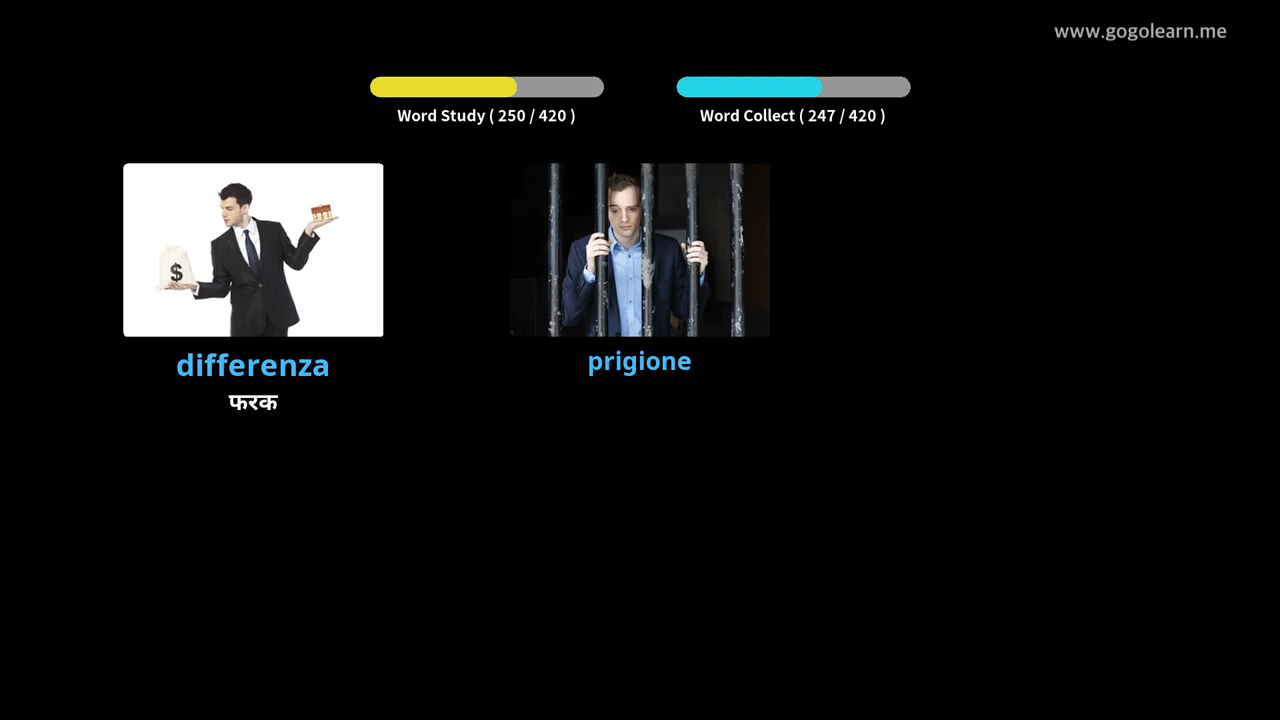 www.gogolearn.me
Word Study ( 250 / 420 )
Word Collect ( 247 / 420 )
$
differenza
फरक
prigione